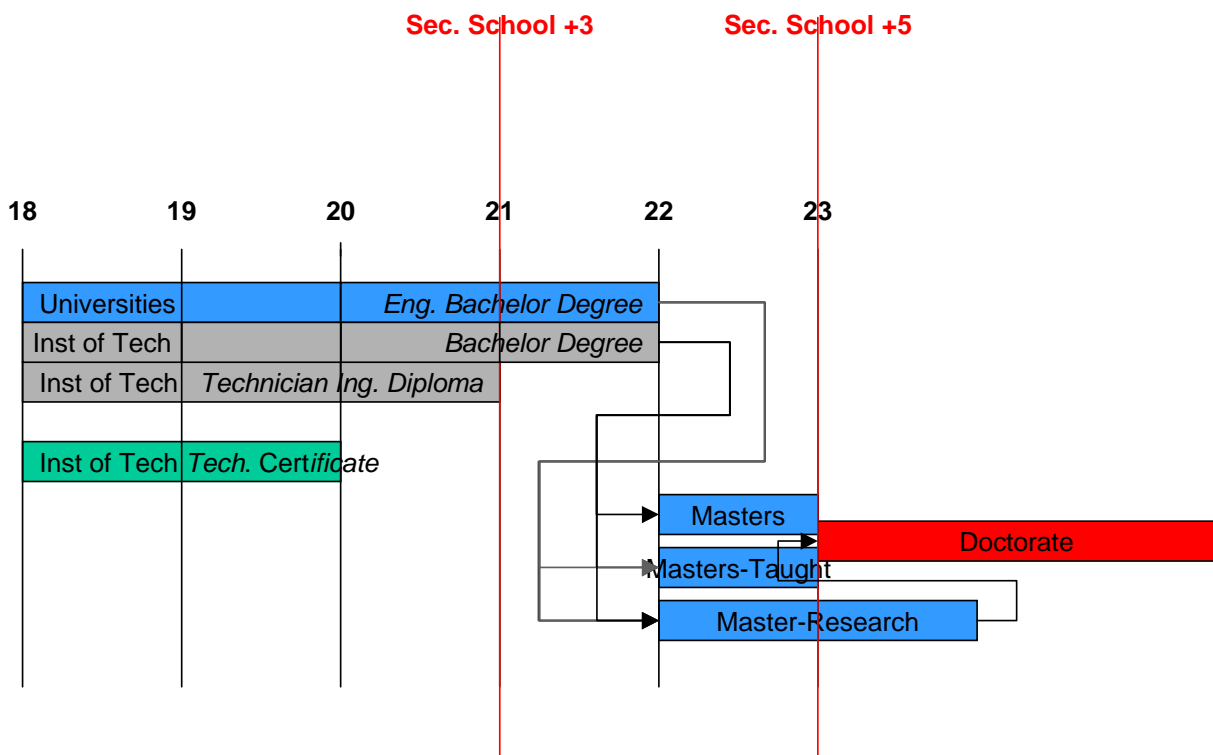 Sec. School +3 Sec. School +5
18 19 20 21 22 23
Universities Eng. Bachelor Degree
Inst of Tech Bachelor Degree
Inst of Tech Technician Ing. Diploma
Inst of Tech Tech. Certificate
Masters
Doctorate
Masters-Taught
Master-Research